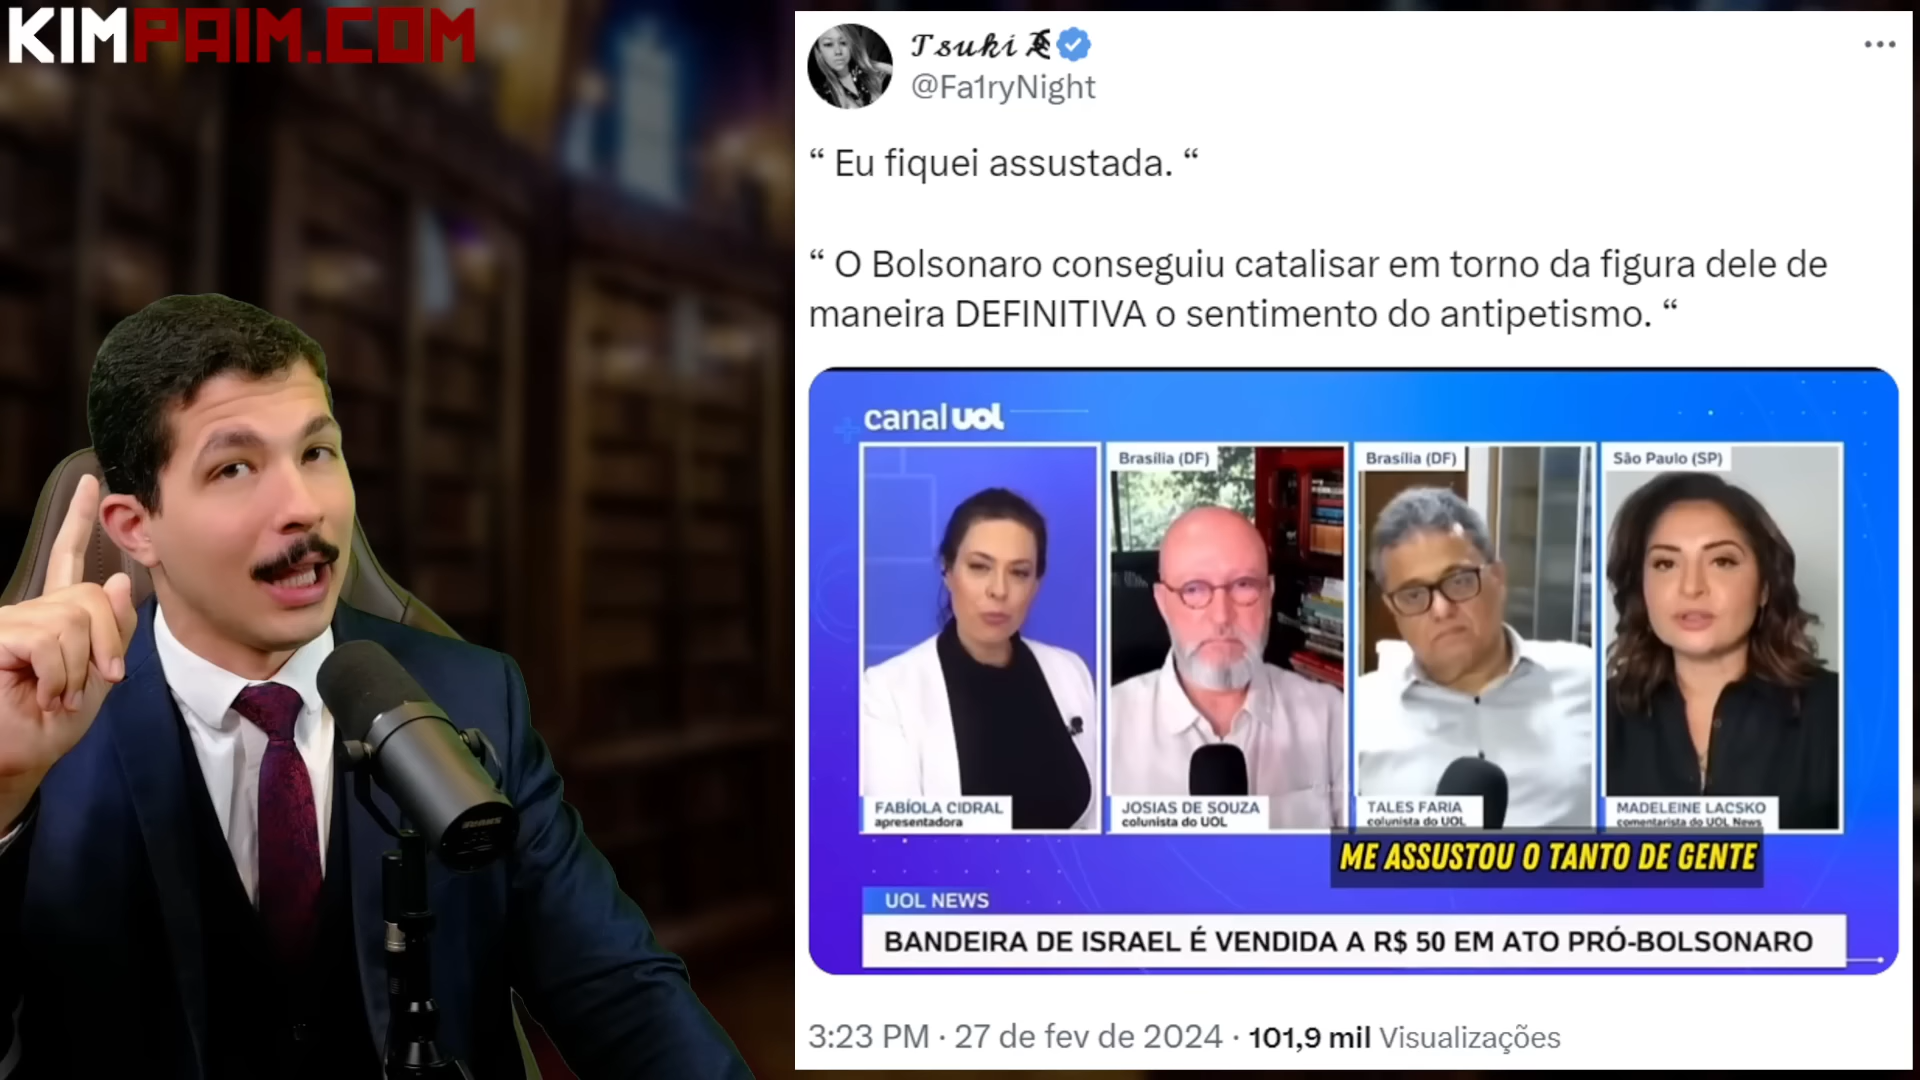 KIMPAIM.COM
Tsuki
@Fa1ryNight
“ Eu fiquei assustada. “
“ O Bolsonaro conseguiu catalisar em torno da figura dele de
maneira DEFINITIVA o sentimento do antipetismo. “
canal UOL
Brasília (DF)
Brasília (DF)
São Paulo (SP)
FABÍOLA CIDRAL
apresentadora
JOSIAS DE SOUZA
colunista do UOL
TALES FARIA
colunista do UOL
MADELEINE LACSKO
comentarista do UOL News
ME ASSUSTOU O TANTO DE GENTE
UOL NEWS
BANDEIRA DE ISRAEL É VENDIDA A R$ 50 EM ATO PRÓ-BOLSONARO
3:23 PM · 27 de fev de 2024 · 101,9 mil Visualizações